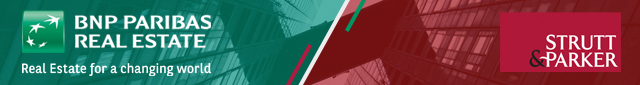 BNP PARIBAS
REAL ESTATE
Real Estate for a changing world
STRUTT
&PARKER